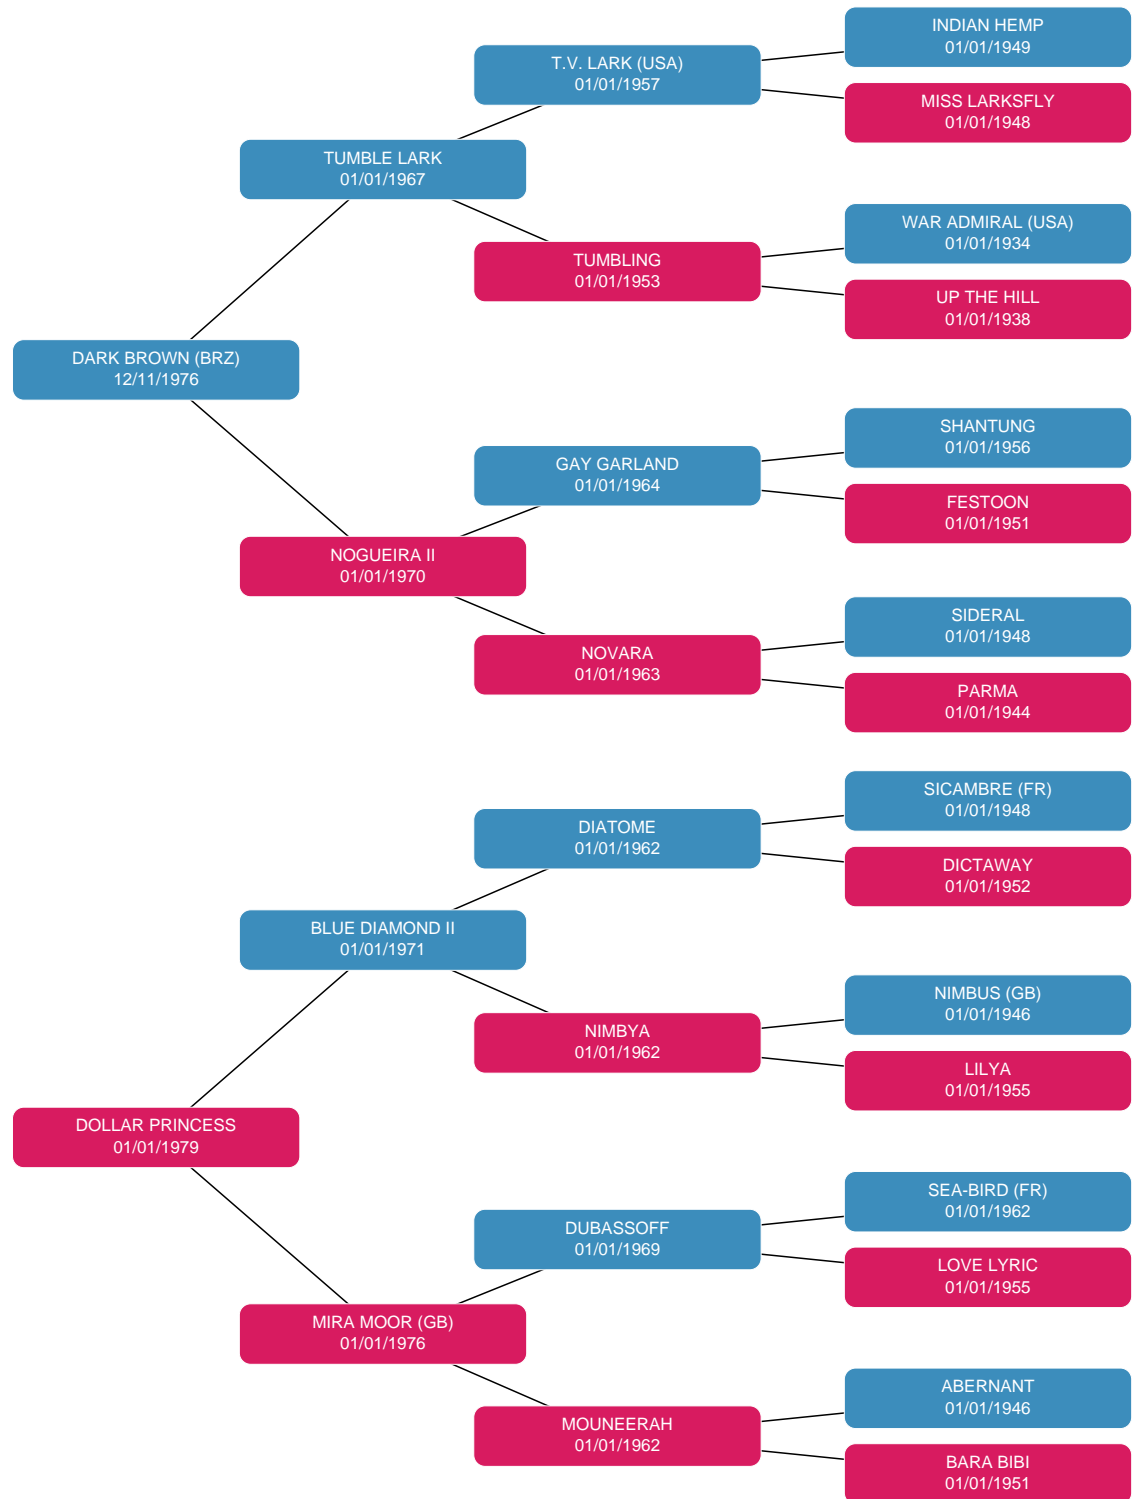 INDIAN HEMP
01/01/1949
T.V. LARK (USA)
01/01/1957
MISS LARKSFLY
01/01/1948
TUMBLE LARK
01/01/1967
WAR ADMIRAL (USA)
01/01/1934
TUMBLING
01/01/1953
UP THE HILL
01/01/1938
DARK BROWN (BRZ)
12/11/1976
SHANTUNG
01/01/1956
GAY GARLAND
01/01/1964
FESTOON
01/01/1951
NOGUEIRA II
01/01/1970
SIDERAL
01/01/1948
NOVARA
01/01/1963
PARMA
01/01/1944
SICAMBRE (FR)
01/01/1948
DIATOME
01/01/1962
DICTAWAY
01/01/1952
BLUE DIAMOND II
01/01/1971
NIMBUS (GB)
01/01/1946
NIMBYA
01/01/1962
LILYA
01/01/1955
DOLLAR PRINCESS
01/01/1979
SEA-BIRD (FR)
01/01/1962
DUBASSOFF
01/01/1969
LOVE LYRIC
01/01/1955
MIRA MOOR (GB)
01/01/1976
ABERNANT
01/01/1946
MOUNEERAH
01/01/1962
BARA BIBI
01/01/1951